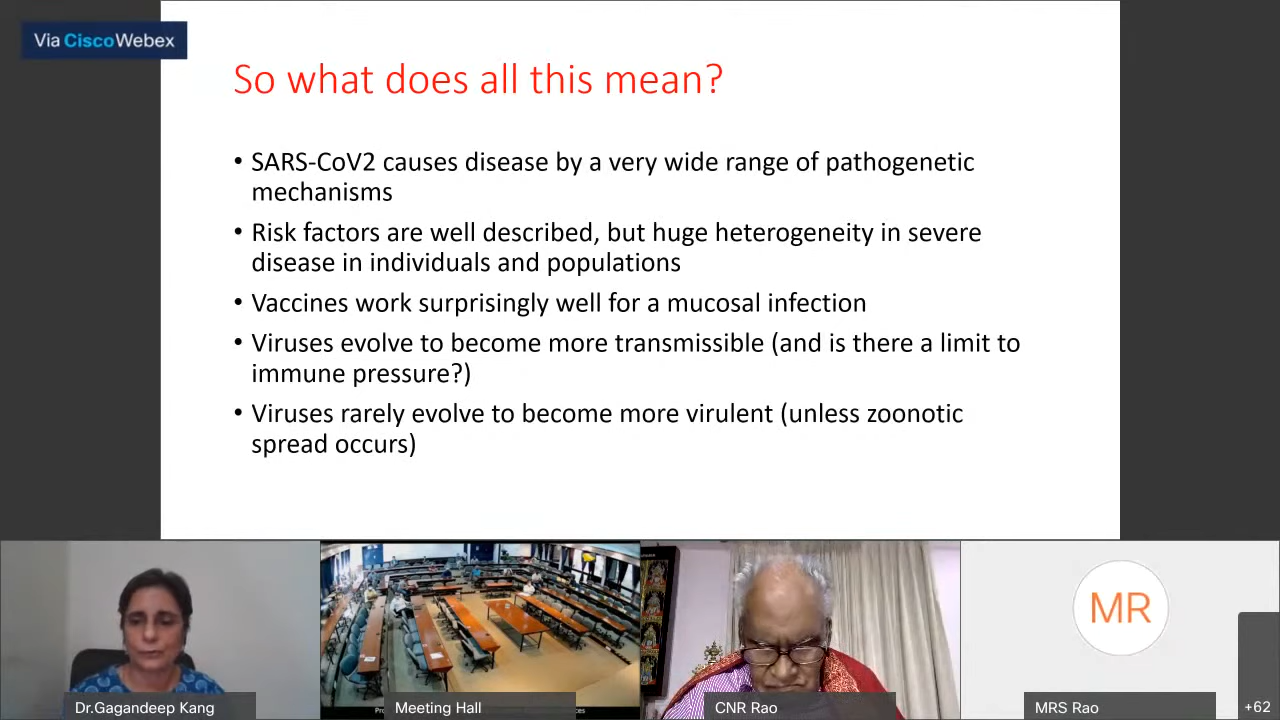 Via Cisco Webex
So what does all this mean?
• SARS-CoV2 causes disease by a very wide range of pathogenetic
mechanisms
• Risk factors are well described, but huge heterogeneity in severe
disease in individuals and populations
• Vaccines work surprisingly well for a mucosal infection
• Viruses evolve to become more transmissible (and is there a limit to
immune pressure?)
• Viruses rarely evolve to become more virulent (unless zoonotic
spread occurs)
MR
Dr.Gagandeep Kang
Meeting Hall
CNR Rao
MRS Rao
+62